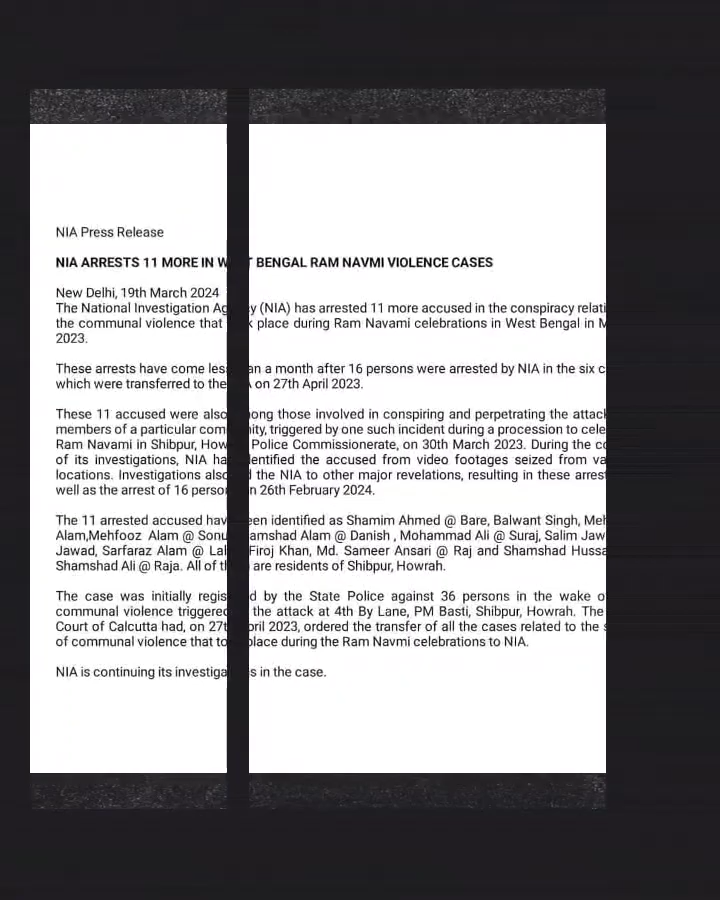 NIA Press Release
NIA ARRESTS 11 MORE IN W T BENGAL RAM NAVMI VIOLENCE CASES
New Delhi, 19th March 2024
The National Investigation Ag y (NIA) has arrested 11 more accused in the conspiracy relati
the communal violence that k place during Ram Navami celebrations in West Bengal in M
2023.
These arrests have come les an a month after 16 persons were arrested by NIA in the six c
which were transferred to the A on 27th April 2023.
These 11 accused were also ong those involved in conspiring and perpetrating the attack
members of a particular com ity, triggered by one such incident during a procession to cele
Ram Navami in Shibpur, How Police Commissionerate, on 30th March 2023. During the co
of its investigations, NIA ha dentified the accused from video footages seized from va
locations. Investigations also d the NIA to other major revelations, resulting in these arrest
well as the arrest of 16 person n 26th February 2024.
The 11 arrested accused hav een identified as Shamim Ahmed @ Bare, Balwant Singh, Meh
Alam,Mehfooz Alam @ Sonu amshad Alam @ Danish , Mohammad Ali @ Suraj, Salim Jaw
Jawad, Sarfaraz Alam @ Lal Firoj Khan, Md. Sameer Ansari @ Raj and Shamshad Hussa
Shamshad Ali @ Raja. All of th are residents of Shibpur, Howrah.
The case was initially regis d by the State Police against 36 persons in the wake o
communal violence triggered the attack at 4th By Lane, PM Basti, Shibpur, Howrah. The
Court of Calcutta had, on 27t pril 2023, ordered the transfer of all the cases related to the s
of communal violence that to place during the Ram Navmi celebrations to NIA.
NIA is continuing its investiga s in the case.